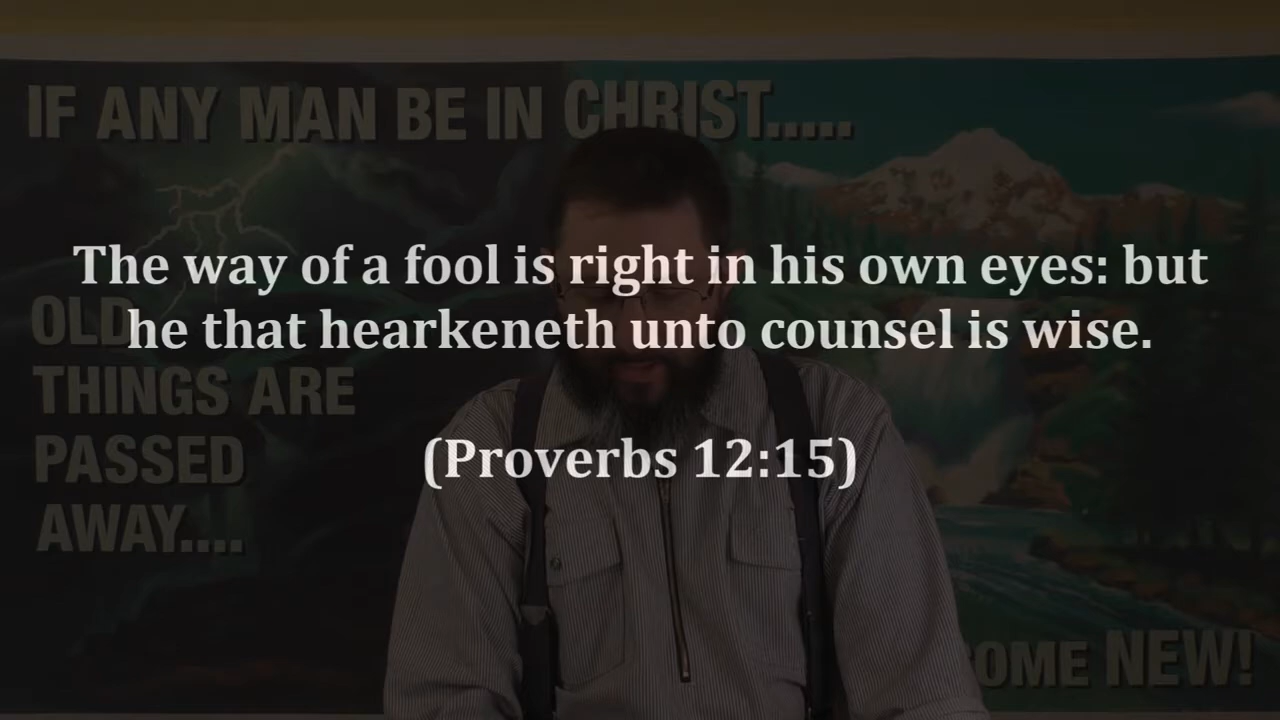 IF ANY MAN BE IN CHRIST.....
The way of a fool is right in his own eyes: but
he that hearkeneth unto counsel is wise.
(Proverbs 12:15)
OLD
THINGS ARE
PASSED
AWAY....
OME NEW!